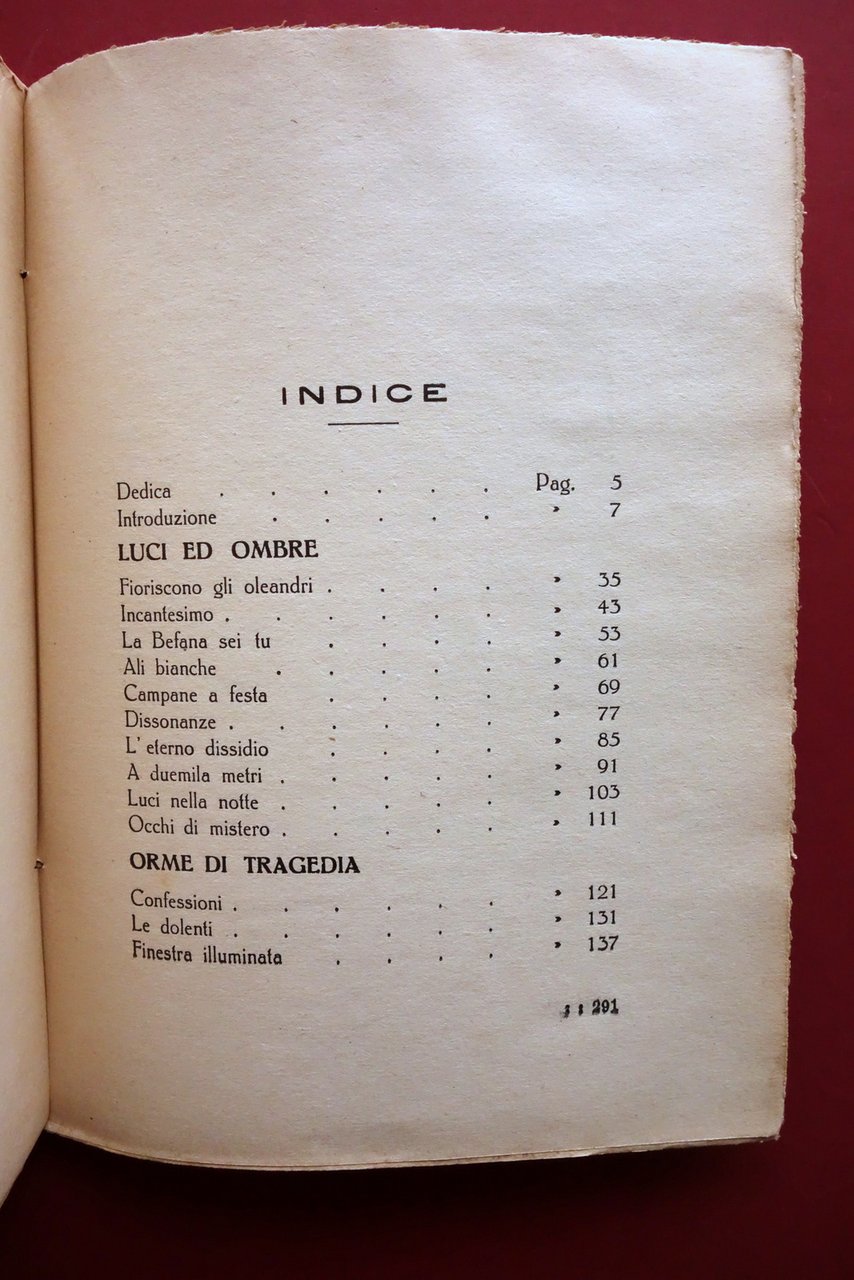 INDICE
Dedica . . . . . . Pag. 5
Introduzione . . . . . » 7
LUCI ED OMBRE
Fioriscono gli oleandri . . . . » 35
Incantesimo . . . . . . » 43
La Befana sei tu . . . . » 53
Ali bianche . . . . . » 61
Campane a festa . . . . » 69
Dissonanze . . . . . . » 77
L' eterno dissidio . . . . » 85
A duemila metri . . . . . » 91
Luci nella notte . . . . . » 103
Occhi di mistero . . . . . » 111
ORME DI TRAGEDIA
Confessioni . . . . . . » 121
Le dolenti . . . . . . » 131
Finestra illuminata . . . . » 137
291